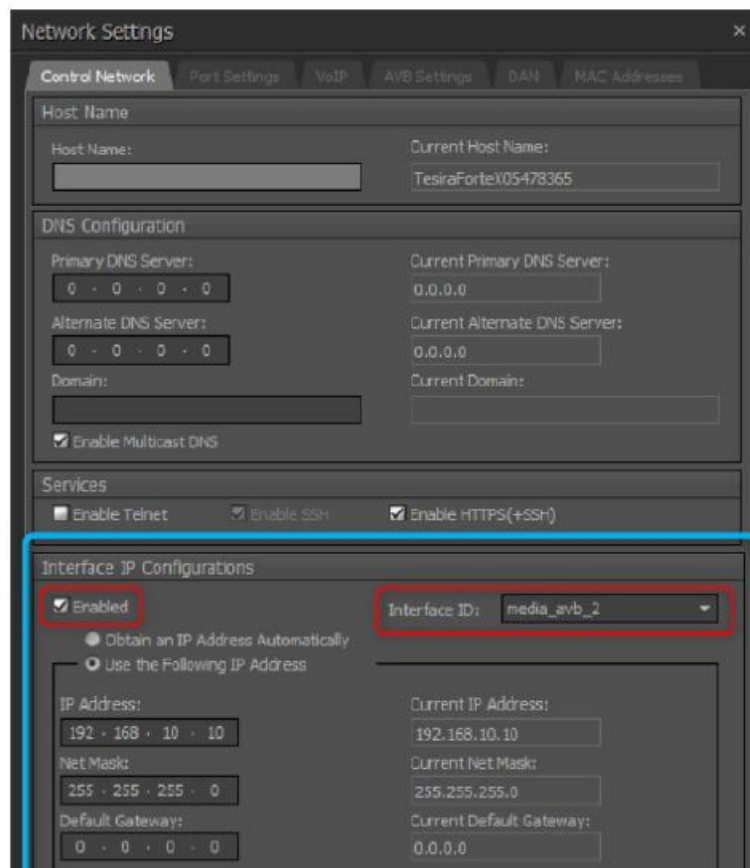 Network Settings
Control Network Port Settings VoIP AVB Settings DAN MAC Addresses
Host Name
Host Name: Current Host Name:
TesiraForteX05478365
DNS Configuration
Primary DNS Server: Current Primary DNS Server:
0 . 0 . 0 . 0 0.0.0.0
Alternate DNS Server: Current Alternate DNS Server:
0 . 0 . 0 . 0 0.0.0.0
Domain: Current Domain:
Enable Multicast DNS
Services
Enable Telnet Enable SSH Enable HTTPS(+SSH)
Interface IP Configurations
Enabled Interface ID: media_avb_2
Obtain an IP Address Automatically
Use the Following IP Address
IP Address: Current IP Address:
192 . 168 . 10 . 10 192.168.10.10
Net Mask: Current Net Mask:
255 . 255 . 255 . 0 255.255.255.0
Default Gateway: Current Default Gateway:
0 . 0 . 0 . 0 0.0.0.0